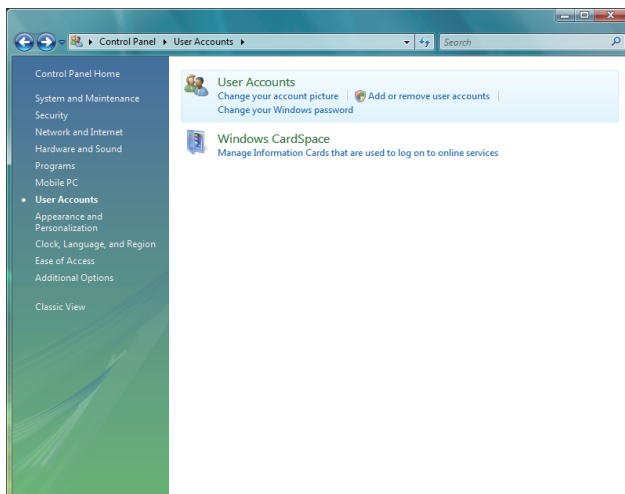 Control Panel
User Accounts
Search
Control Panel Home
System and Maintenance
Security
Network and Internet
Hardware and Sound
Programs
Mobile PC
User Accounts
Appearance and
Personalization
Clock, Language, and Region
Ease of Access
Additional Options
Classic View
User Accounts
Change your account picture
Add or remove user accounts
Change your Windows password
Windows CardSpace
Manage Information Cards that are used to log on to online services